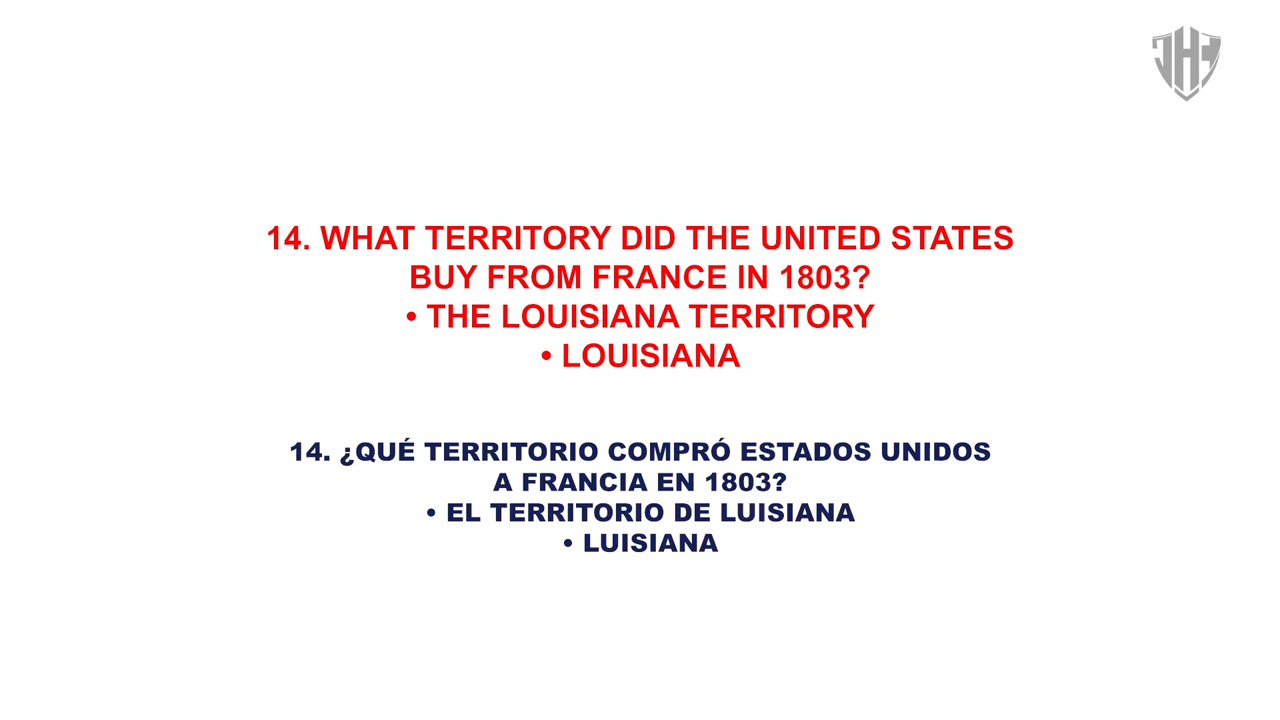 JHE
14. WHAT TERRITORY DID THE UNITED STATES
BUY FROM FRANCE IN 1803?
• THE LOUISIANA TERRITORY
• LOUISIANA
14. ¿QUÉ TERRITORIO COMPRÓ ESTADOS UNIDOS
A FRANCIA EN 1803?
• EL TERRITORIO DE LUISIANA
• LUISIANA